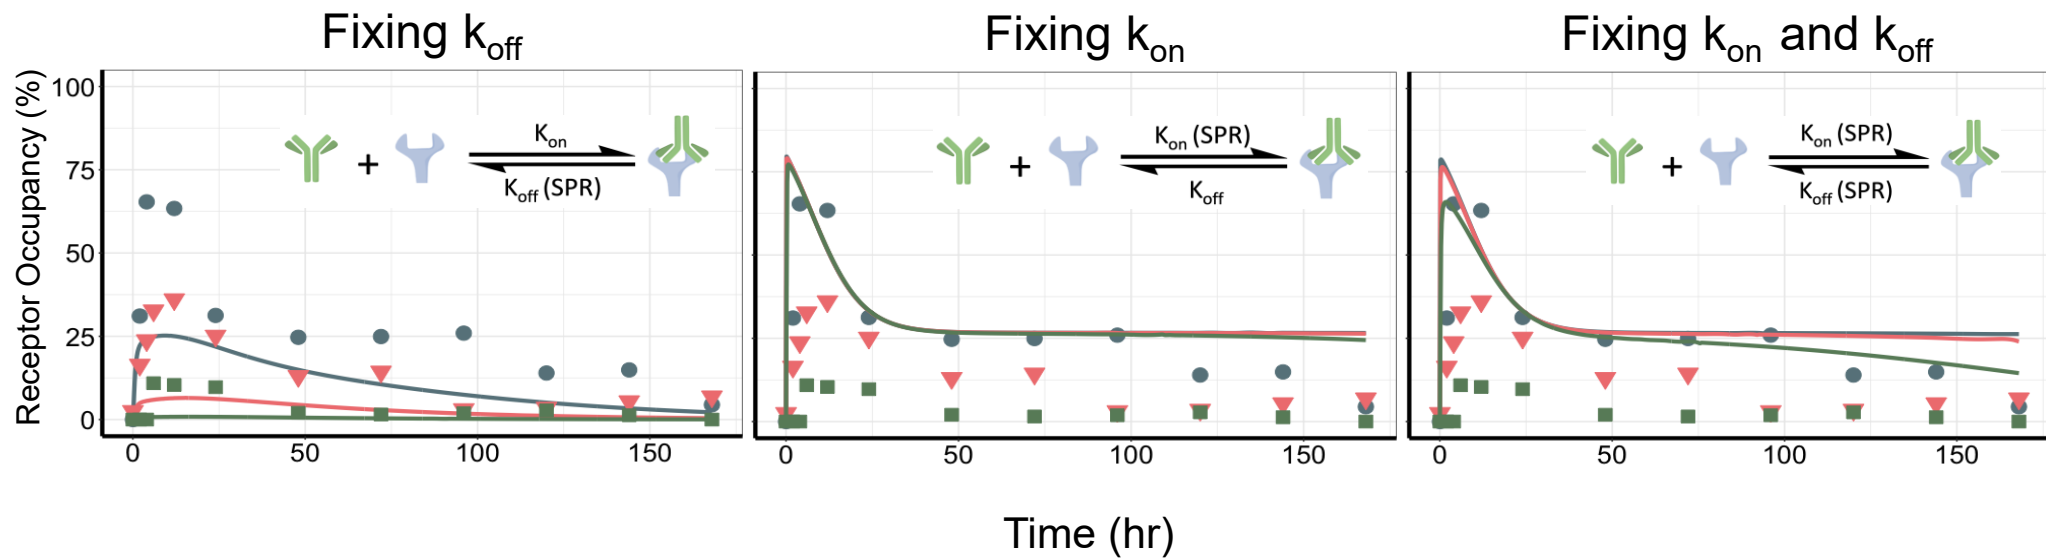 Fixing koff
Fixing kon
Fixing kon and koff
Receptor Occupancy (%)
100
75
50
25
0
+
Kon
Koff (SPR)
0
50
100
150
+
Kon (SPR)
Koff
0
50
100
150
+
Kon (SPR)
Koff (SPR)
0
50
100
150
Time (hr)